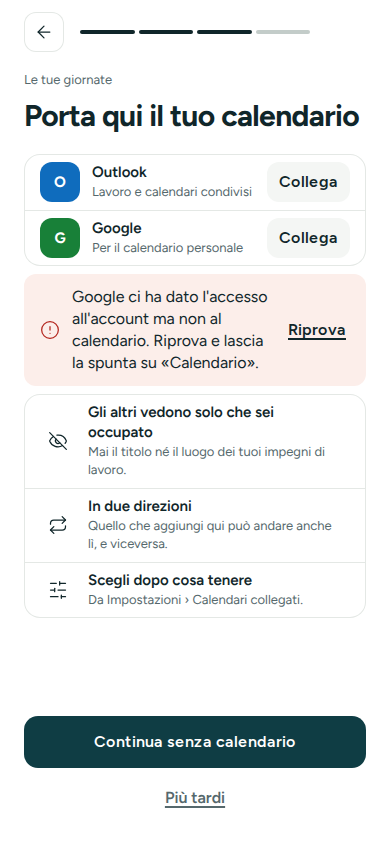 Le tue giornate
Porta qui il tuo calendario
O
Outlook
Lavoro e calendari condivisi
Collega
G
Google
Per il calendario personale
Collega
Google ci ha dato l'accesso
all'account ma non al
calendario. Riprova e lascia
la spunta su «Calendario».
Riprova
Gli altri vedono solo che sei
occupato
Mai il titolo né il luogo dei tuoi impegni di
lavoro.
In due direzioni
Quello che aggiungi qui può andare anche
lì, e viceversa.
Scegli dopo cosa tenere
Da Impostazioni › Calendari collegati.
Continua senza calendario
Più tardi